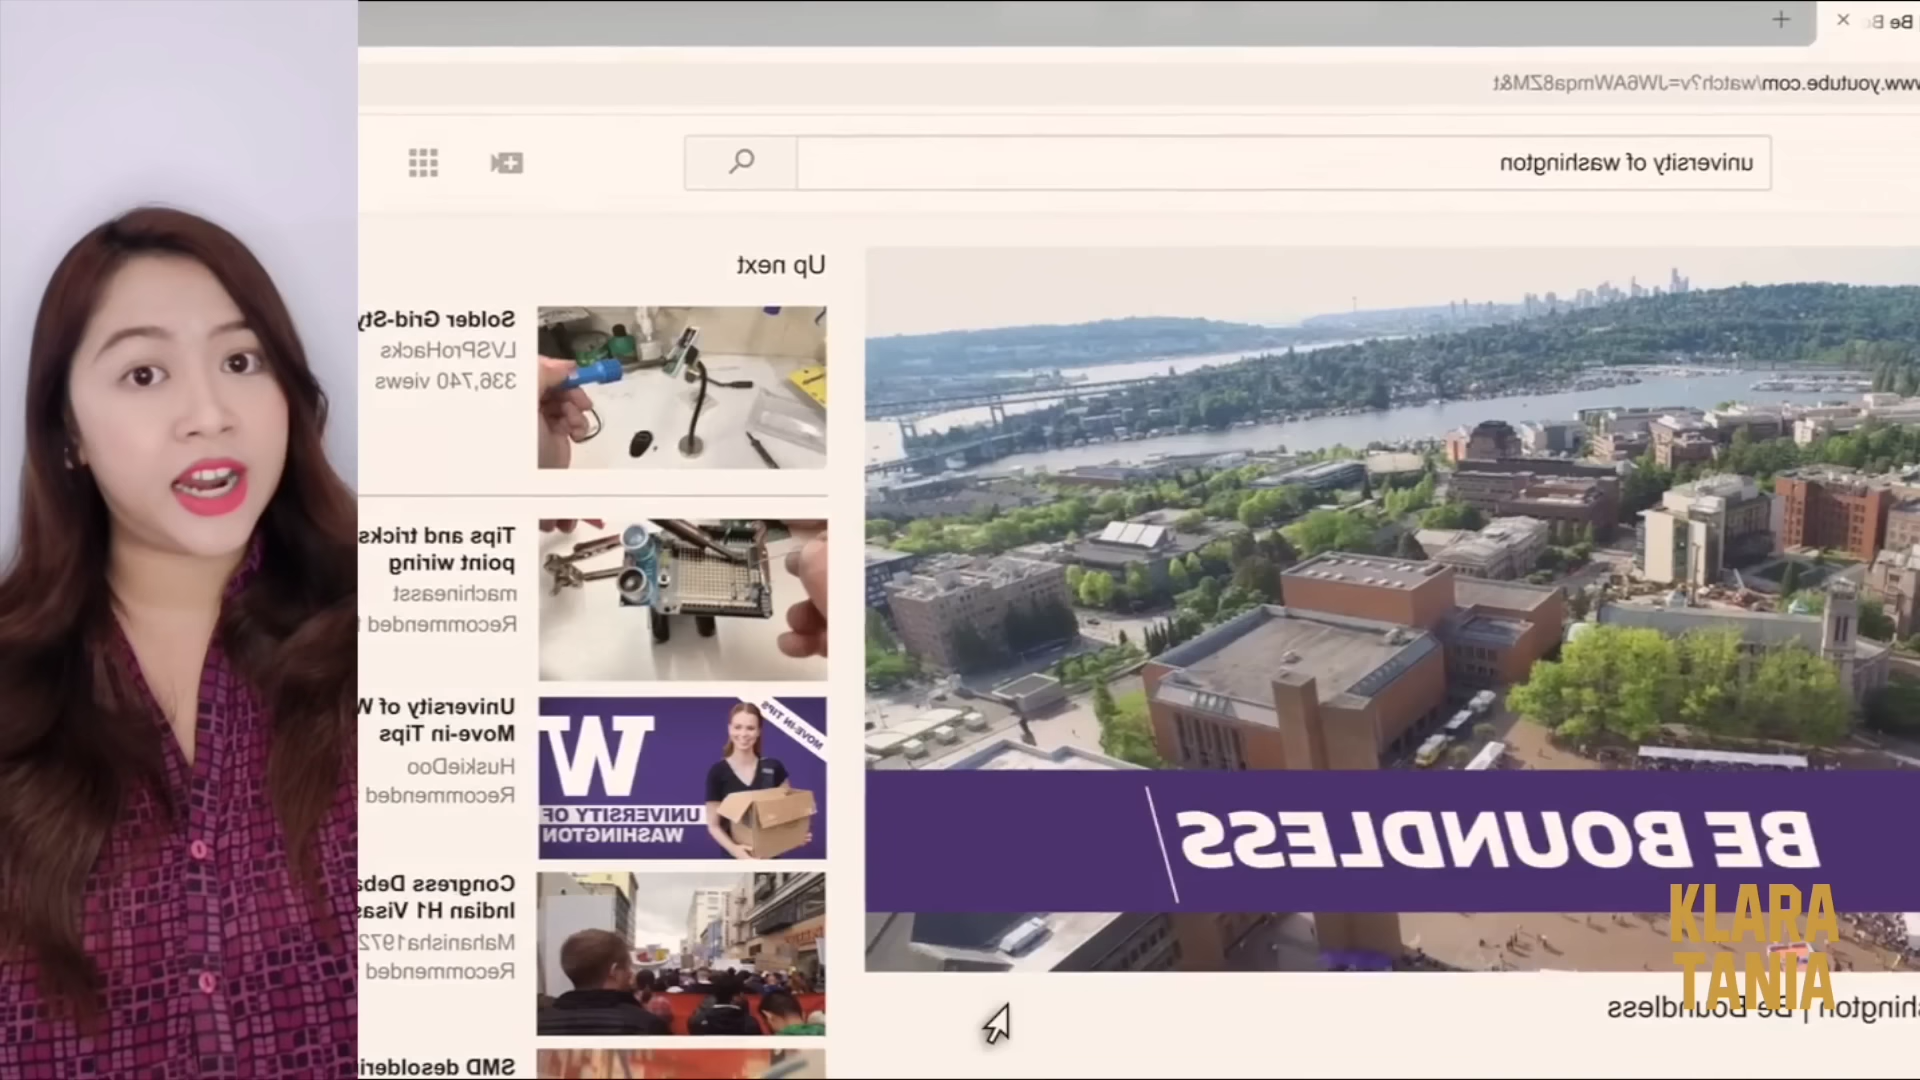 Be Bo
www.youtube.com/watch?v=JW6AWmqa8ZM&t
university of washington
Up next
Solder Grid-Sty
LVSProHacks
336,740 views
Tips and tricks
point wiring
machineasst
Recommended f
University of W
Move-in Tips
HuskieDoo
Recommended f
MOVE-IN TIPS
W
UNIVERSITY OF
WASHINGTON
Congress Deba
Indian H1 Visas
Mahanisha1972
Recommended
SMD desolderi
BE BOUNDLESS
KLARA
TANIA
hington | Be Boundless